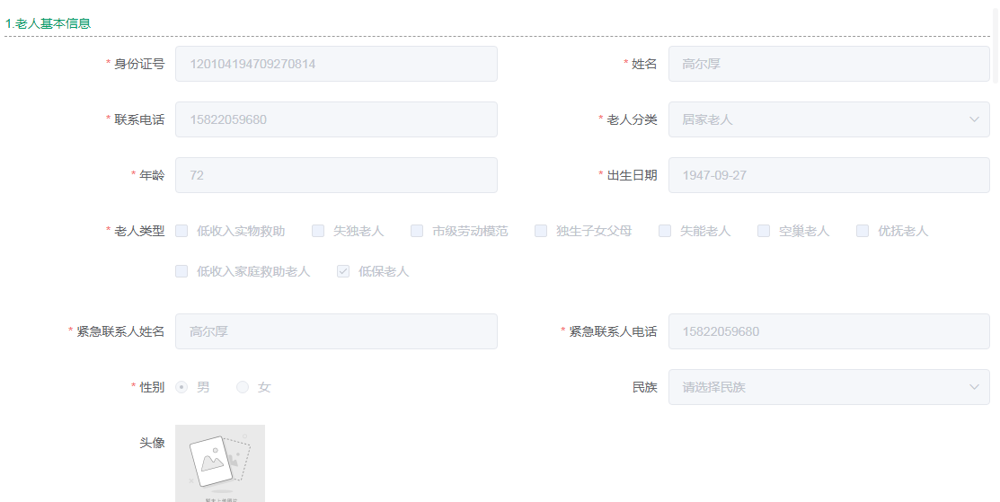 1.老人基本信息
* 身份证号 120104194709270814 * 姓名 高尔厚
* 联系电话 15822059680 * 老人分类 居家老人
* 年龄 72 * 出生日期 1947-09-27
* 老人类型 低收入实物救助 失独老人 市级劳动模范 独生子女父母 失能老人 空巢老人 优抚老人
低收入家庭救助老人 低保老人
* 紧急联系人姓名 高尔厚 * 紧急联系人电话 15822059680
* 性别 男 女 民族 请选择民族
头像